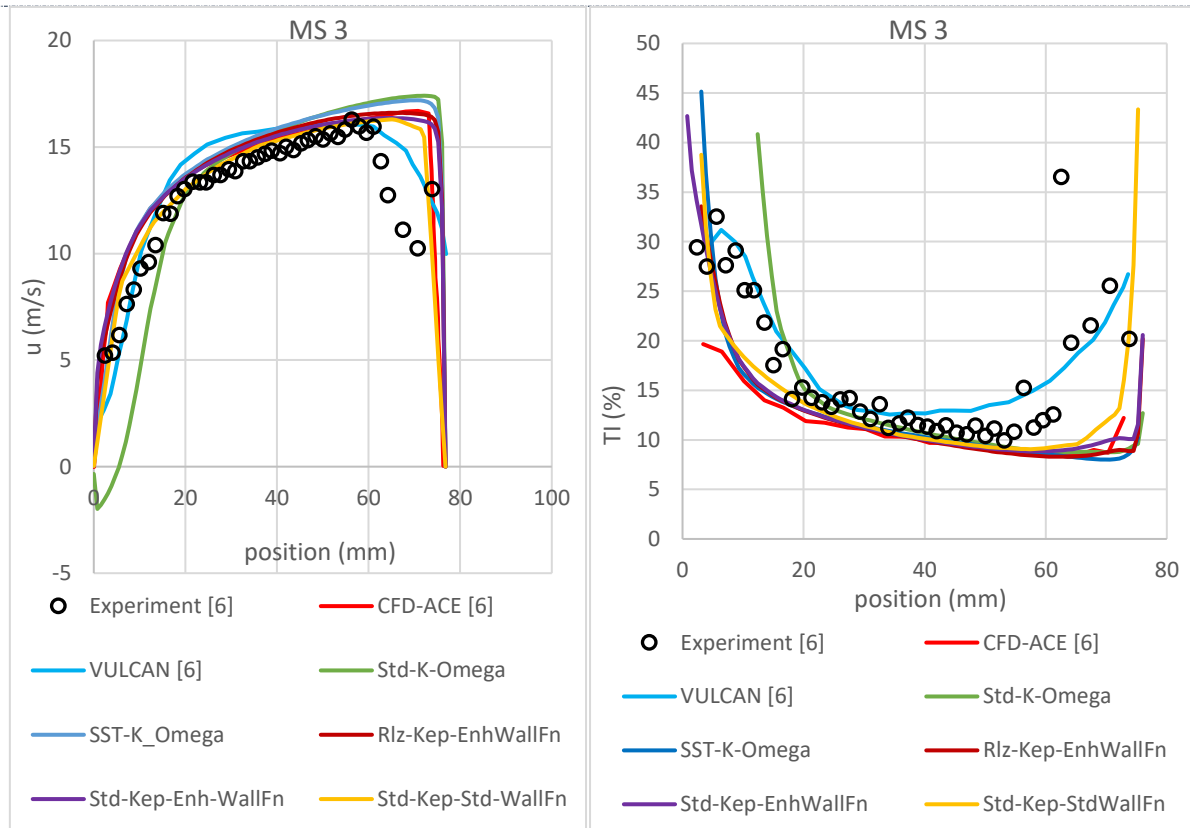 MS 3
20
15
10
5
0
-5
u (m/s)
0 20 40 60 80 100
position (mm)
Experiment [6] CFD-ACE [6]
VULCAN [6] Std-K-Omega
SST-K_Omega Rlz-Kep-EnhWallFn
Std-Kep-Enh-WallFn Std-Kep-Std-WallFn
MS 3
50
45
40
35
30
25
20
15
10
5
0
TI (%)
0 20 40 60 80
position (mm)
Experiment [6] CFD-ACE [6]
VULCAN [6] Std-K-Omega
SST-K-Omega Rlz-Kep-EnhWallFn
Std-Kep-EnhWallFn Std-Kep-StdWallFn